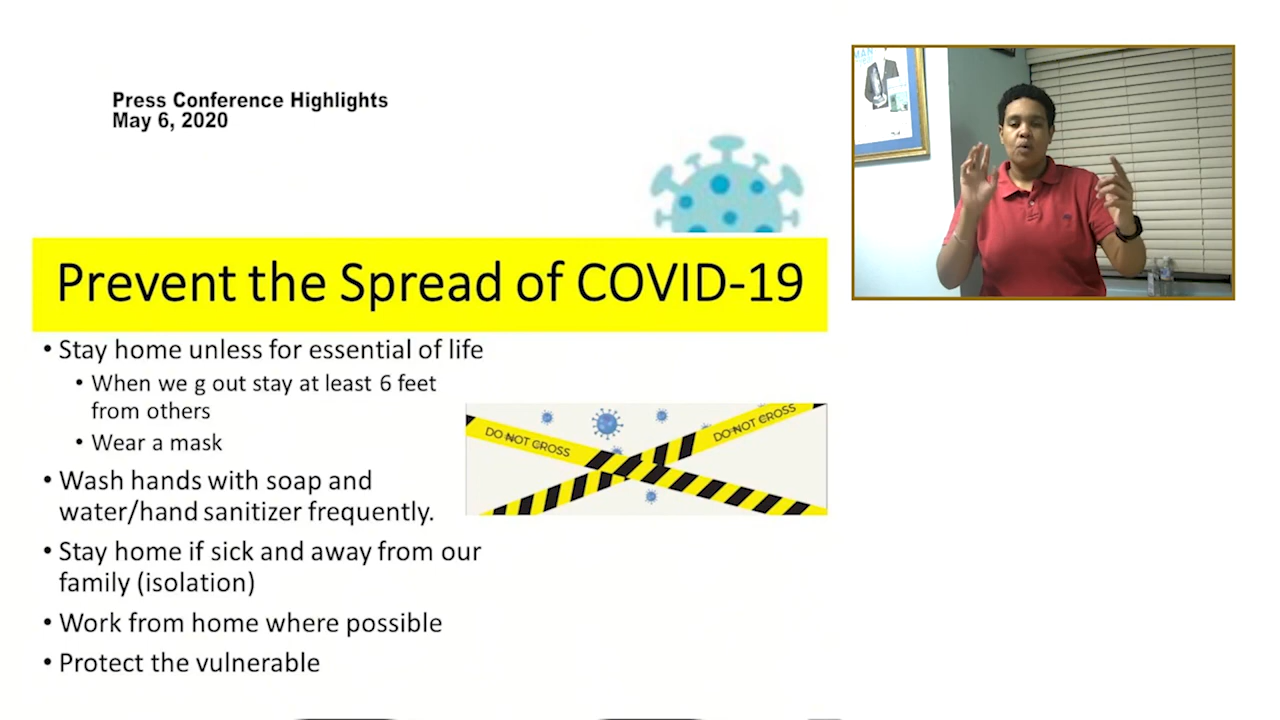 Press Conference Highlights
May 6, 2020
Prevent the Spread of COVID-19
• Stay home unless for essential of life
• When we g out stay at least 6 feet
from others
• Wear a mask
• Wash hands with soap and
water/hand sanitizer frequently.
• Stay home if sick and away from our
family (isolation)
• Work from home where possible
• Protect the vulnerable
DO NOT CROSS
DO NOT CROSS